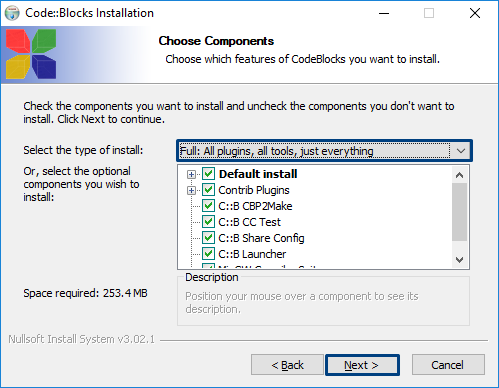 Code::Blocks Installation
Choose Components
Choose which features of CodeBlocks you want to install.
Check the components you want to install and uncheck the components you don't want to
install. Click Next to continue.
Select the type of install:
Full: All plugins, all tools, just everything
Or, select the optional
components you wish to
install:
Default install
Contrib Plugins
C::B CBP2Make
C::B CC Test
C::B Share Config
C::B Launcher
Space required: 253.4 MB
Description
Position your mouse over a component to see its
description.
Nullsoft Install System v3.02.1
< Back
Next >
Cancel